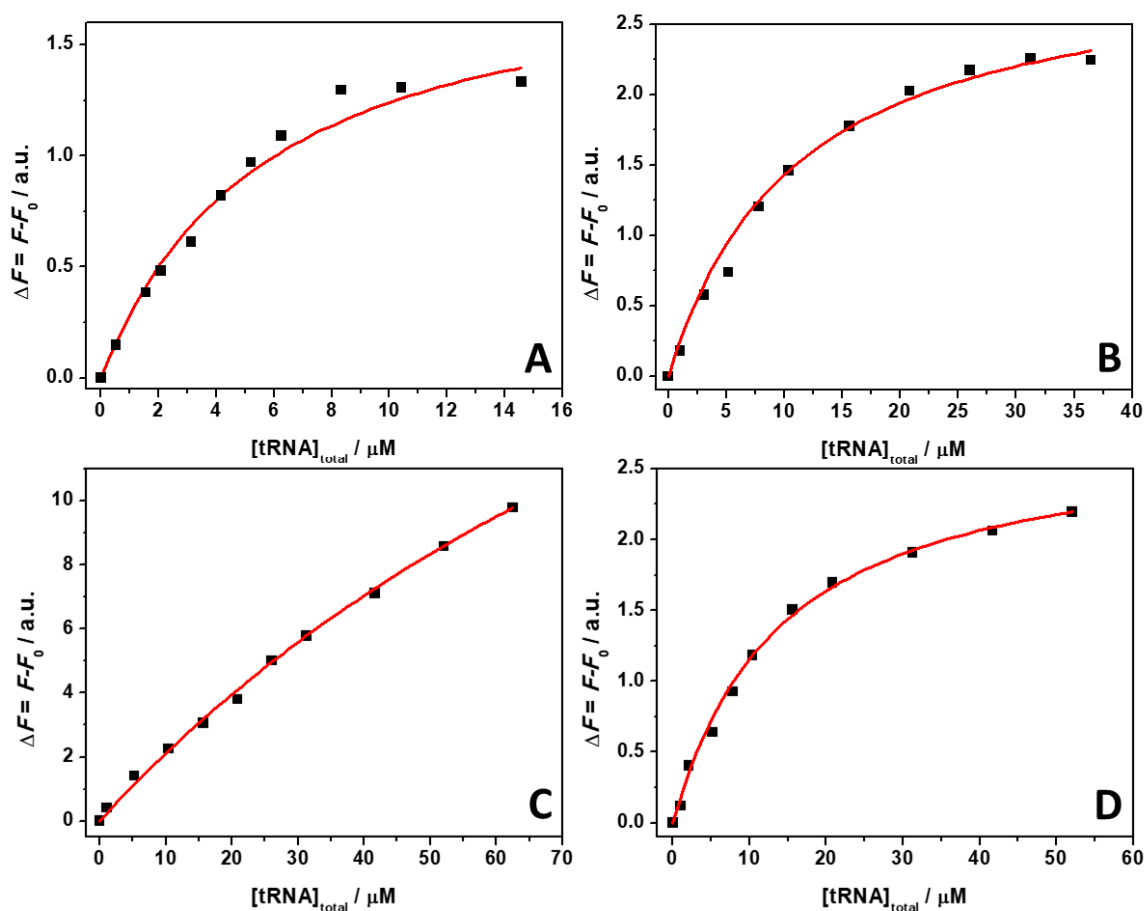 1.5
1.0
0.5
0.0
ΔF = F-F₀ / a.u.
0 2 4 6 8 10 12 14 16
[tRNA]total / μM
A
2.5
2.0
1.5
1.0
0.5
0.0
ΔF = F-F₀ / a.u.
0 5 10 15 20 25 30 35 40
[tRNA]total / μM
B
10
8
6
4
2
0
ΔF = F-F₀ / a.u.
0 10 20 30 40 50 60 70
[tRNA]total / μM
C
2.5
2.0
1.5
1.0
0.5
0.0
ΔF = F-F₀ / a.u.
0 10 20 30 40 50 60
[tRNA]total / μM
D